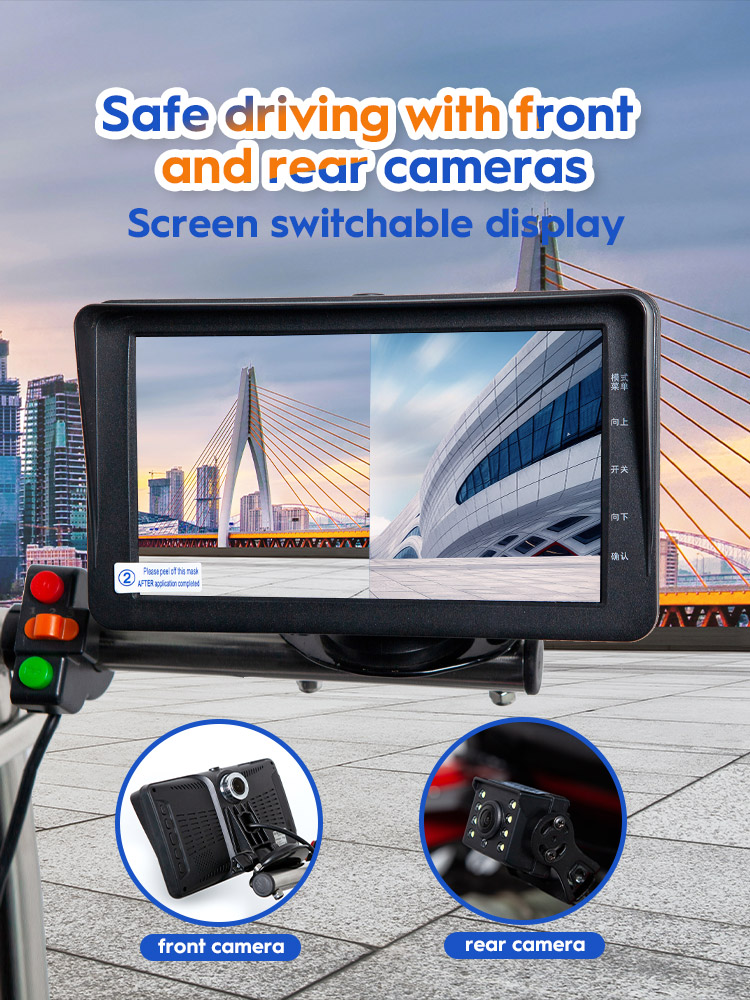 Safe driving with front
and rear cameras
Screen switchable display
模式
菜单
向上
开关
向下
确认
2
Please peel off this mask
AFTER application completed
front camera
rear camera